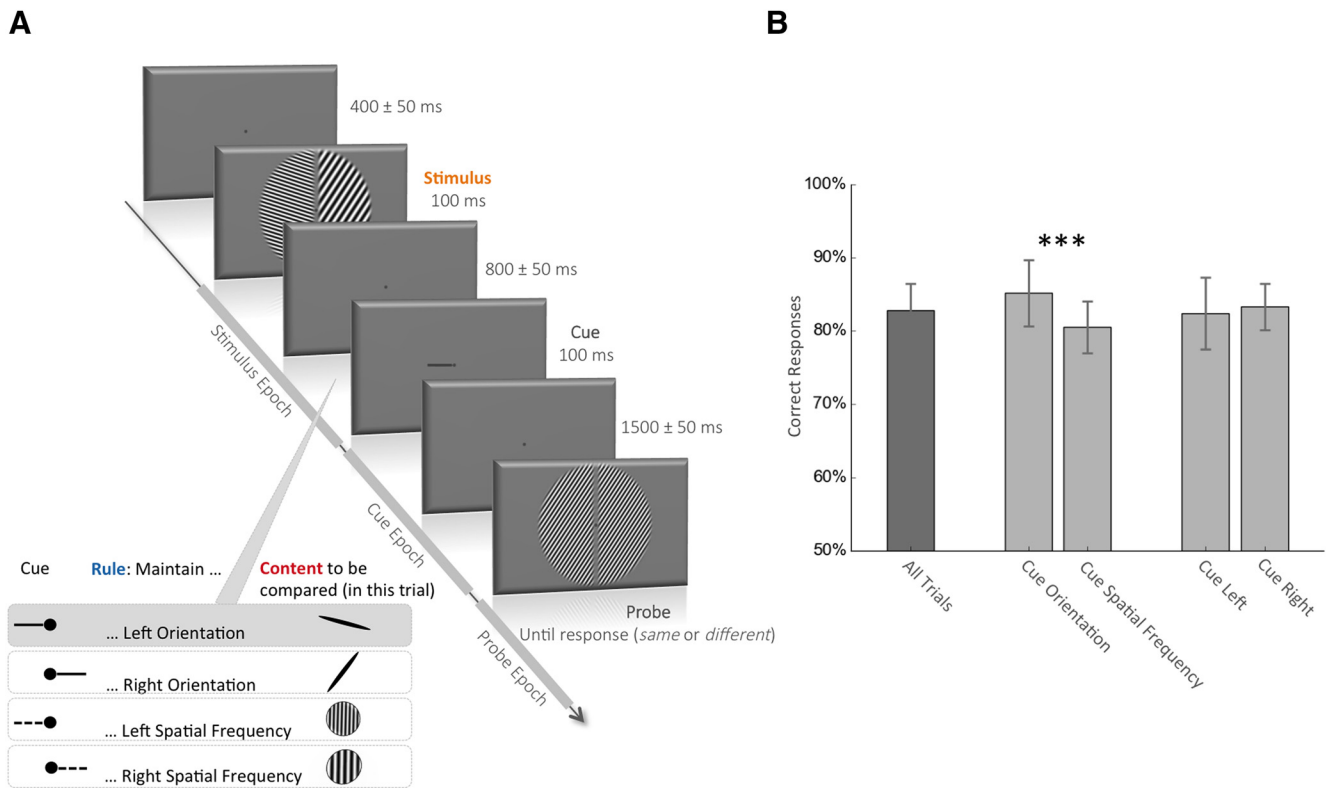 A
400 ± 50 ms
Stimulus
100 ms
800 ± 50 ms
Cue
100 ms
1500 ± 50 ms
Probe
Until response (same or different)
Stimulus Epoch
Cue Epoch
Probe Epoch
Cue
Rule: Maintain ...
Content to be
compared (in this trial)
... Left Orientation
... Right Orientation
... Left Spatial Frequency
... Right Spatial Frequency
B
Correct Responses
100%
90%
80%
70%
60%
50%
***
All Trials
Cue Orientation
Cue Spatial Frequency
Cue Left
Cue Right